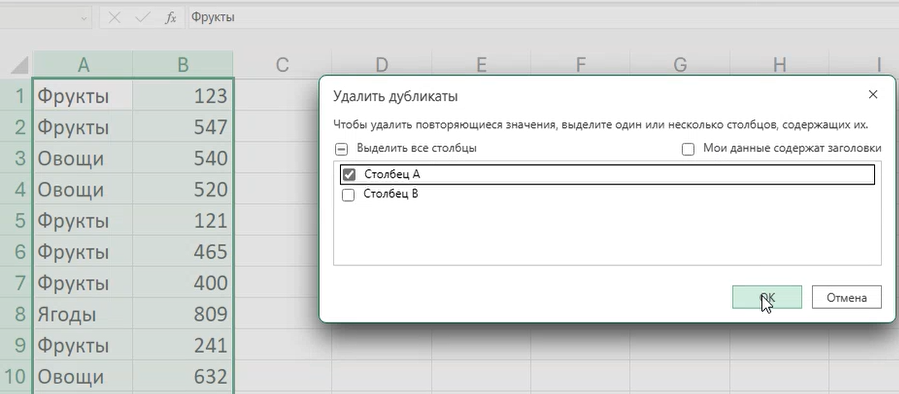 fx Фрукты
A B C D E F G H I
1 Фрукты 123
2 Фрукты 547
3 Овощи 540
4 Овощи 520
5 Фрукты 121
6 Фрукты 465
7 Фрукты 400
8 Ягоды 809
9 Фрукты 241
10 Овощи 632
Удалить дубликаты
Чтобы удалить повторяющиеся значения, выделите один или несколько столбцов, содержащих их.
Выделить все столбцы Мои данные содержат заголовки
Столбец A
Столбец B
ОК Отмена